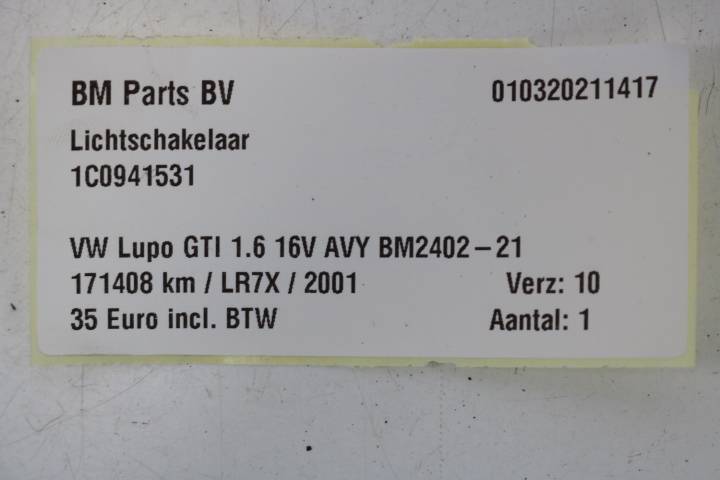 BM Parts BV 010320211417
Lichtschakelaar
1C0941531
VW Lupo GTI 1.6 16V AVY BM2402-21
171408 km / LR7X / 2001 Verz: 10
35 Euro incl. BTW Aantal: 1